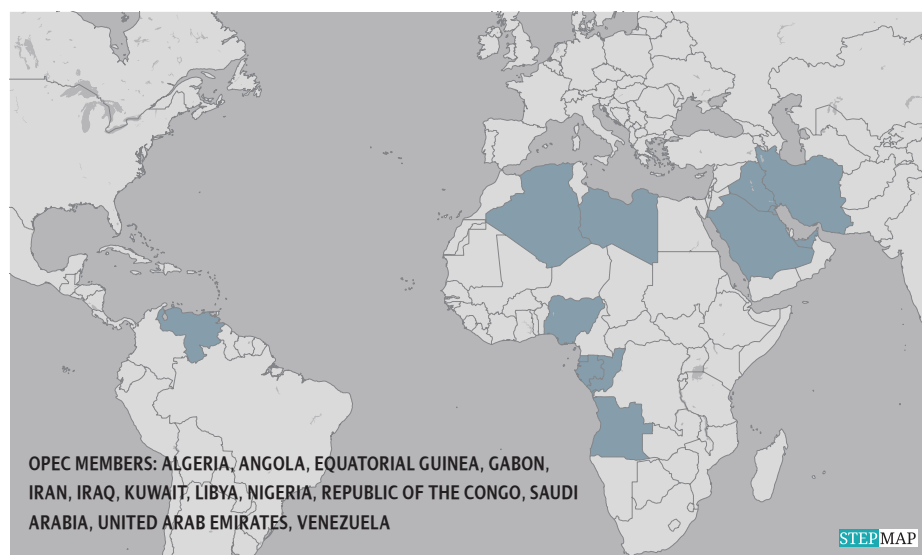 OPEC MEMBERS: ALGERIA, ANGOLA, EQUATORIAL GUINEA, GABON,
IRAN, IRAQ, KUWAIT, LIBYA, NIGERIA, REPUBLIC OF THE CONGO, SAUDI
ARABIA, UNITED ARAB EMIRATES, VENEZUELA
STEPMAP